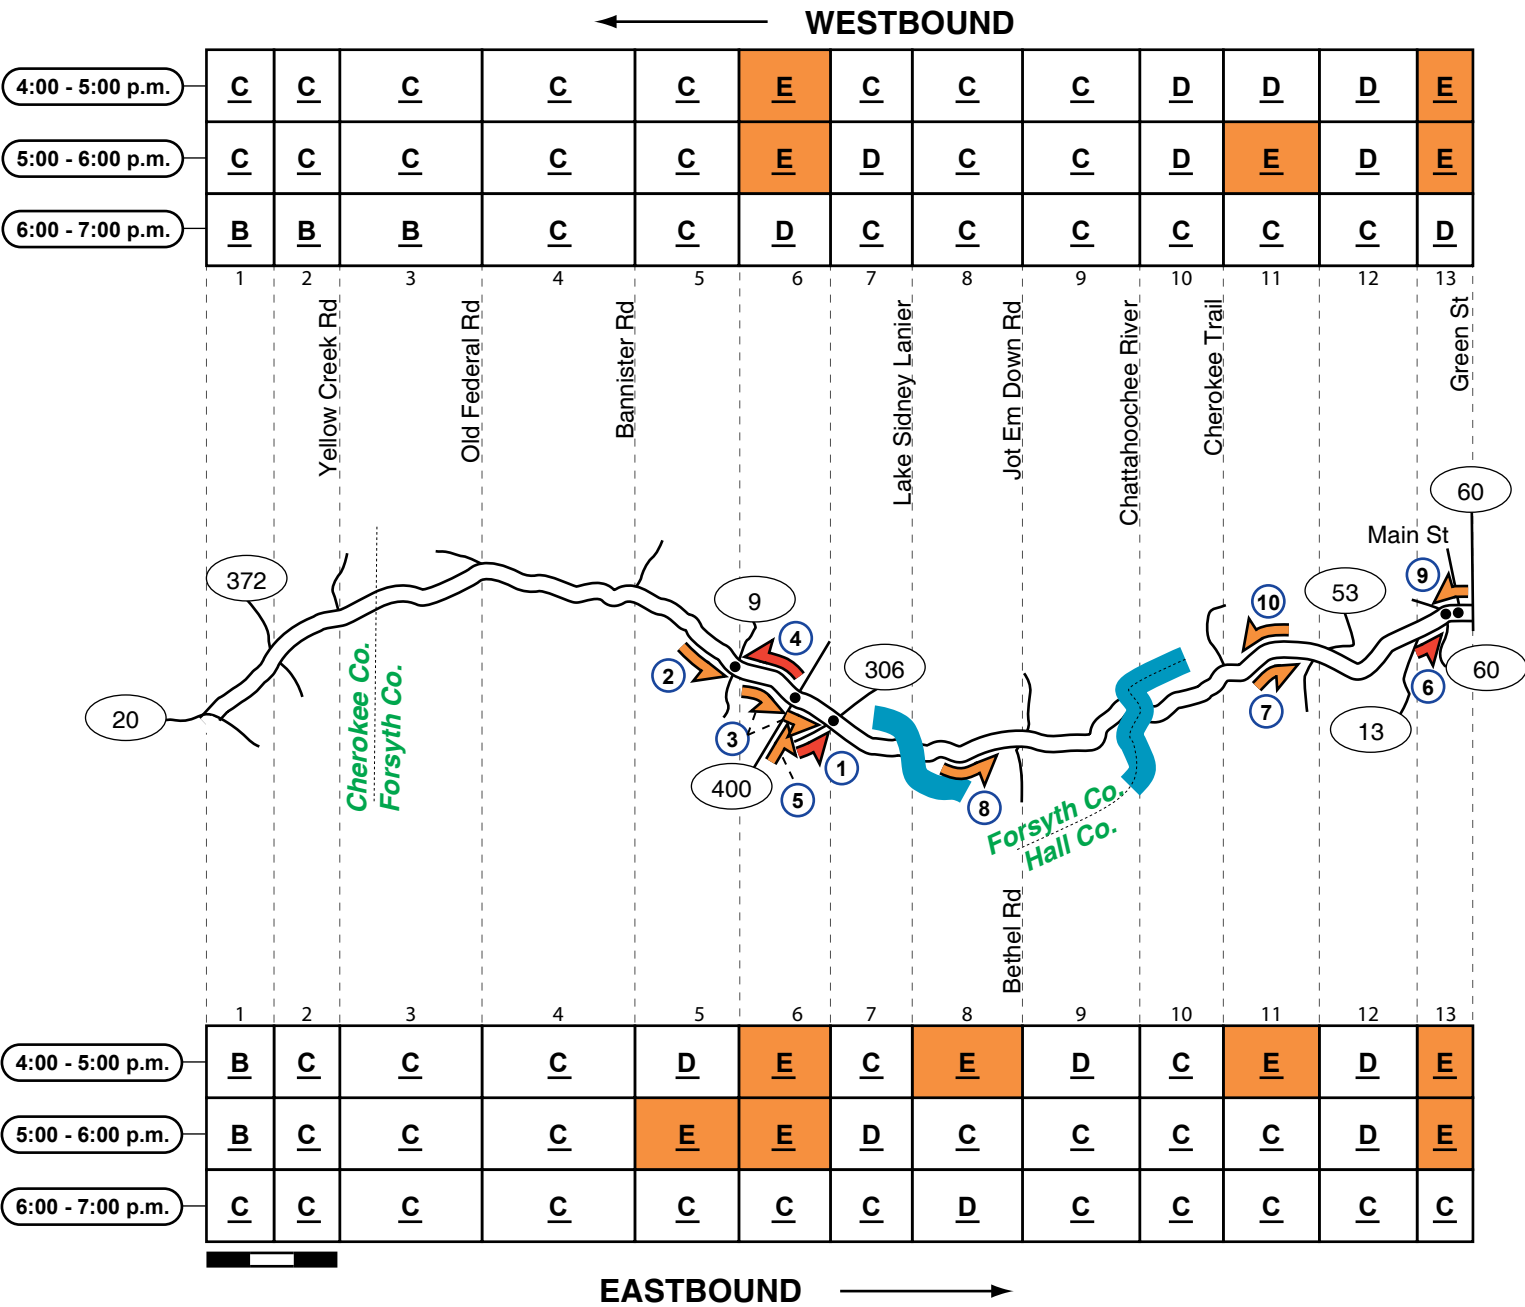 WESTBOUND
4:00 - 5:00 p.m. C C C C C E C C C D D D E
5:00 - 6:00 p.m. C C C C C E D C C D E D E
6:00 - 7:00 p.m. B B B C C D C C C C C C D
1 2 3 4 5 6 7 8 9 10 11 12 13
Yellow Creek Rd
Old Federal Rd
Bannister Rd
Lake Sidney Lanier
Jot Em Down Rd
Chattahoochee River
Cherokee Trail
Green St
60
Main St
372
9
4
10
53
9
2
306
60
20
Cherokee Co.
Forsyth Co.
3
400
1
5
8
7
13
6
Forsyth Co.
Hall Co.
Bethel Rd
1 2 3 4 5 6 7 8 9 10 11 12 13
4:00 - 5:00 p.m. B C C C D E C E D C E D E
5:00 - 6:00 p.m. B C C C E E D C C C C D E
6:00 - 7:00 p.m. C C C C C C C D C C C C C
EASTBOUND